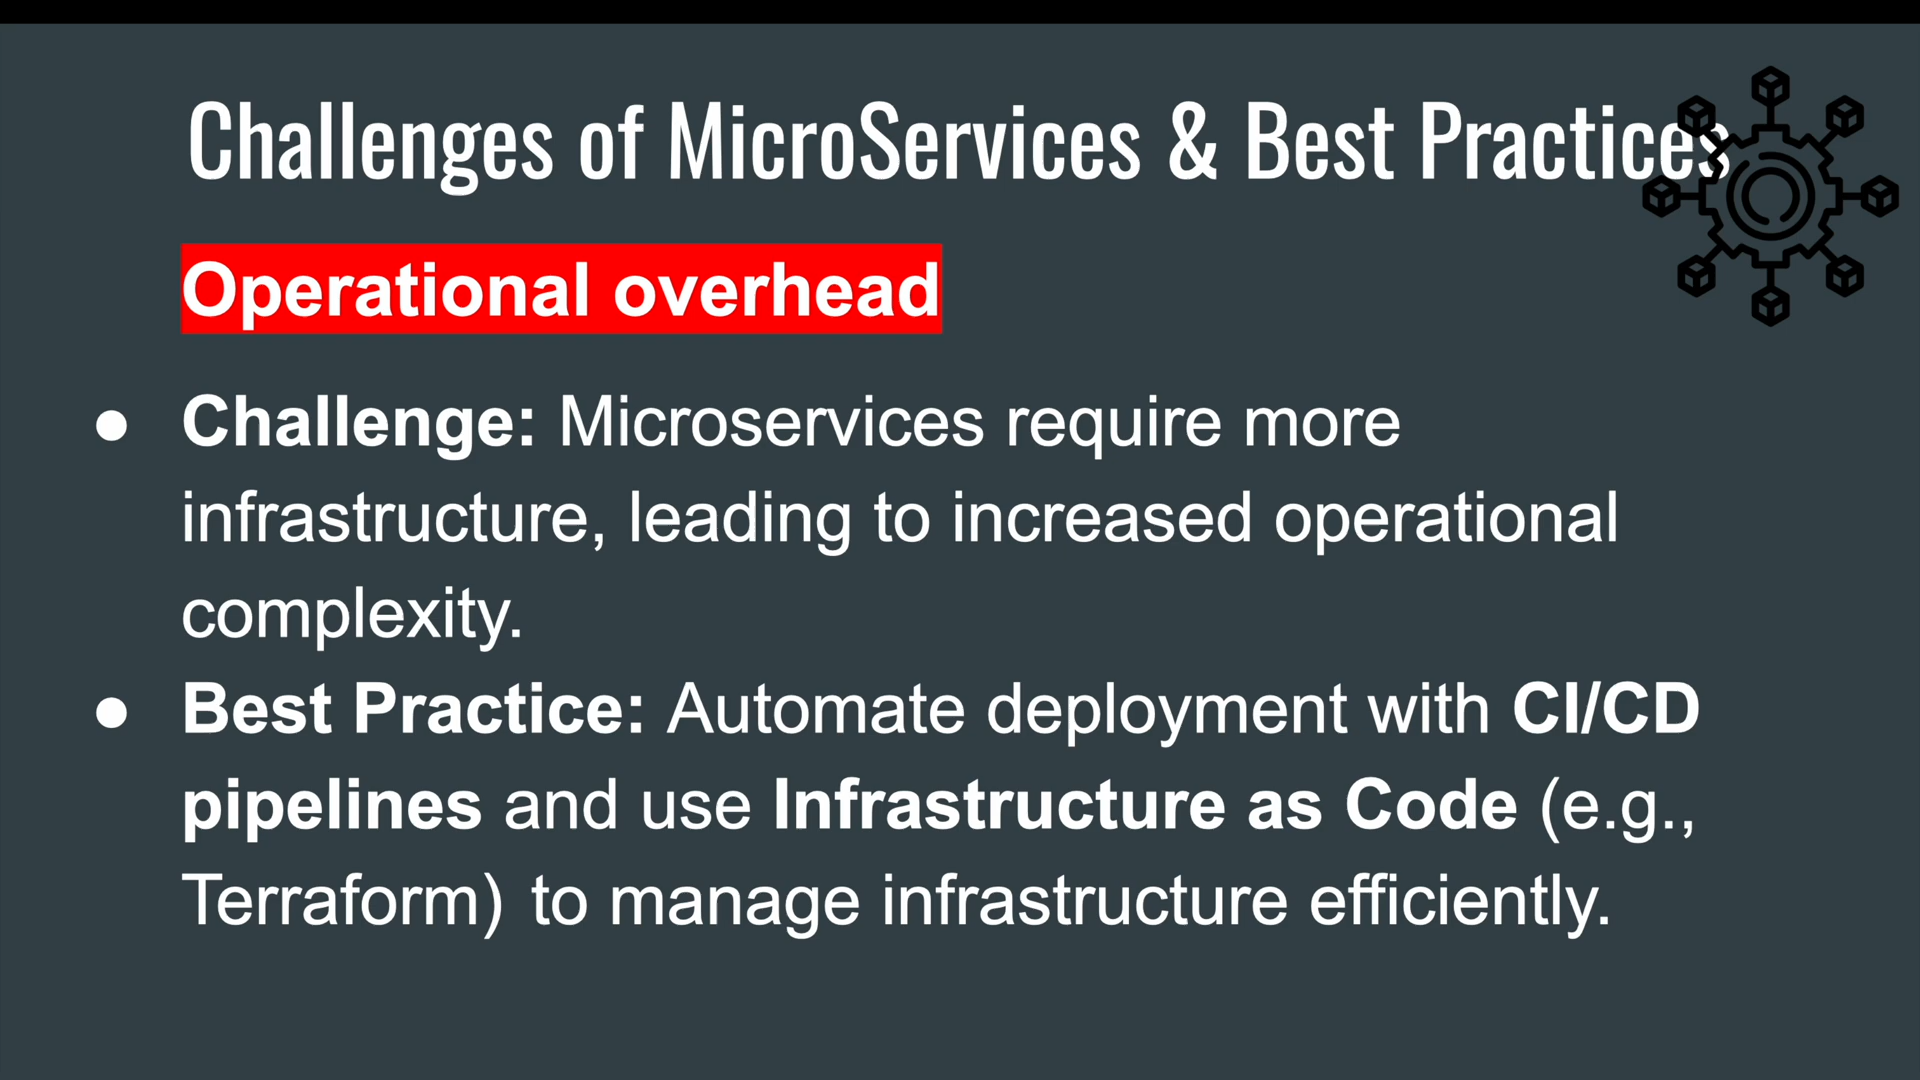 Challenges of MicroServices & Best Practices
Operational overhead
● Challenge: Microservices require more
infrastructure, leading to increased operational
complexity.
● Best Practice: Automate deployment with CI/CD
pipelines and use Infrastructure as Code (e.g.,
Terraform) to manage infrastructure efficiently.